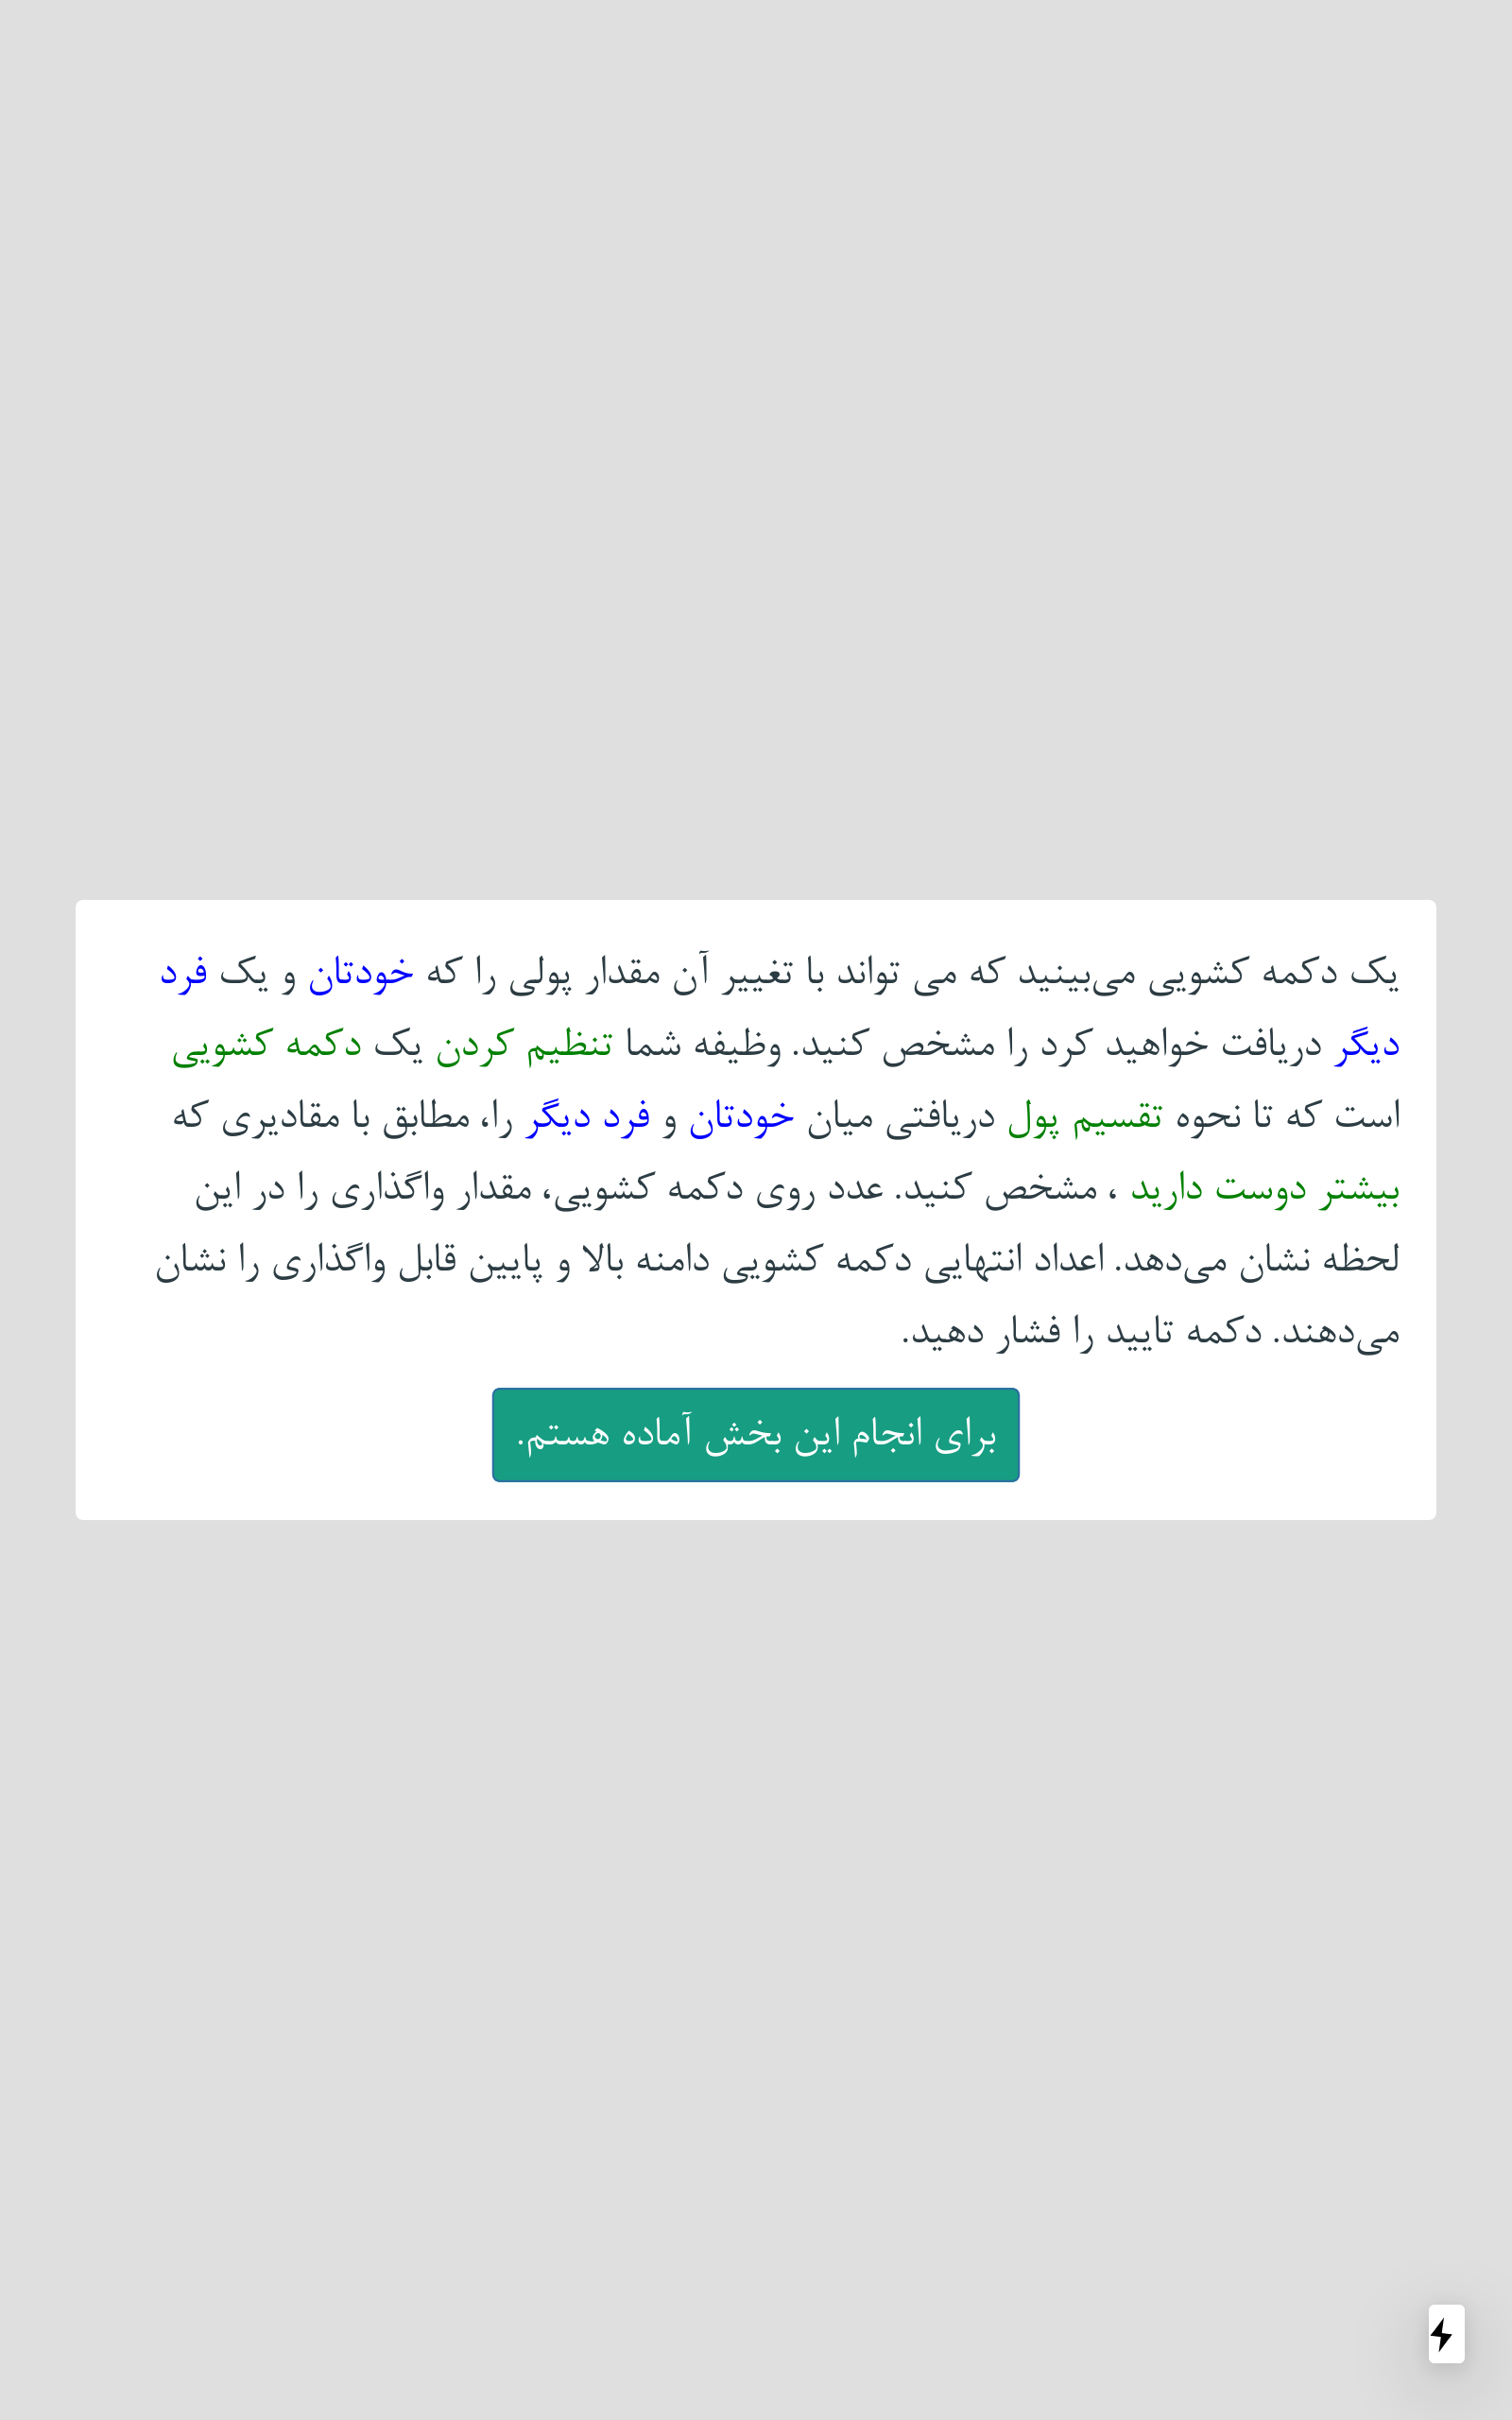 یک دکمه کشویی می‌بینید که می تواند با تغییر آن مقدار پولی را که خودتان و یک فرد
دیگر دریافت خواهید کرد را مشخص کنید. وظیفه شما تنظیم کردن یک دکمه کشویی
است که تا نحوه تقسیم پول دریافتی میان خودتان و فرد دیگر را، مطابق با مقادیری که
بیشتر دوست دارید ، مشخص کنید. عدد روی دکمه کشویی، مقدار واگذاری را در این
لحظه نشان می‌دهد. اعداد انتهایی دکمه کشویی دامنه بالا و پایین قابل واگذاری را نشان
می‌دهند. دکمه تایید را فشار دهید.
برای انجام این بخش آماده هستم.